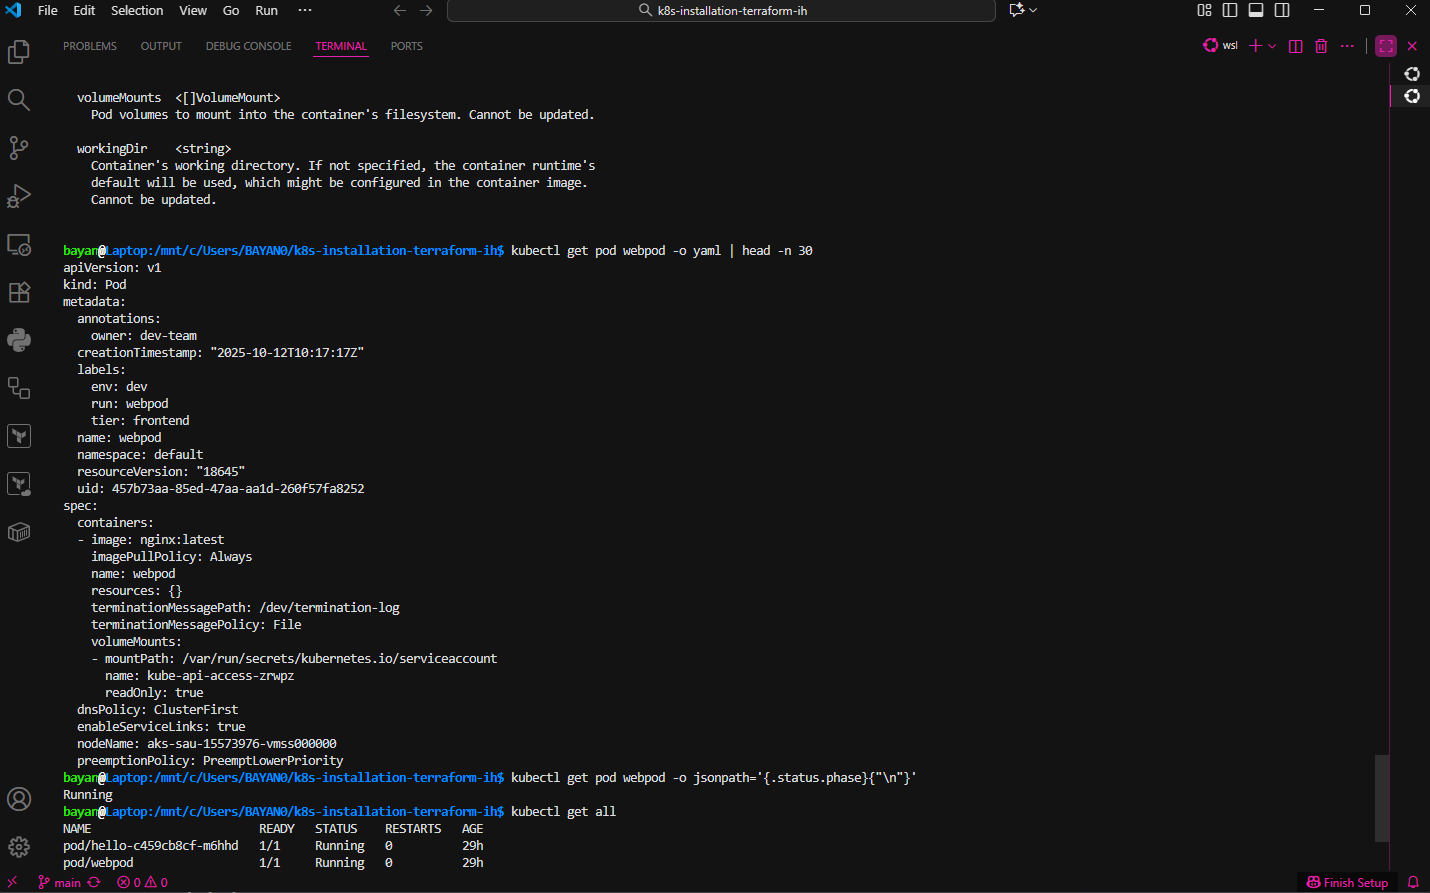 File Edit Selection View Go Run ··· k8s-installation-terraform-ih
PROBLEMS OUTPUT DEBUG CONSOLE TERMINAL PORTS wsl
volumeMounts <[]VolumeMount>
Pod volumes to mount into the container's filesystem. Cannot be updated.
workingDir <string>
Container's working directory. If not specified, the container runtime's
default will be used, which might be configured in the container image.
Cannot be updated.
bayan@Laptop:/mnt/c/Users/BAYAN0/k8s-installation-terraform-ih$ kubectl get pod webpod -o yaml | head -n 30
apiVersion: v1
kind: Pod
metadata:
annotations:
owner: dev-team
creationTimestamp: "2025-10-12T10:17:17Z"
labels:
env: dev
run: webpod
tier: frontend
name: webpod
namespace: default
resourceVersion: "18645"
uid: 457b73aa-85ed-47aa-aa1d-260f57fa8252
spec:
containers:
- image: nginx:latest
imagePullPolicy: Always
name: webpod
resources: {}
terminationMessagePath: /dev/termination-log
terminationMessagePolicy: File
volumeMounts:
- mountPath: /var/run/secrets/kubernetes.io/serviceaccount
name: kube-api-access-zrwpz
readOnly: true
dnsPolicy: ClusterFirst
enableServiceLinks: true
nodeName: aks-sau-15573976-vmss000000
preemptionPolicy: PreemptLowerPriority
bayan@Laptop:/mnt/c/Users/BAYAN0/k8s-installation-terraform-ih$ kubectl get pod webpod -o jsonpath='{.status.phase}{"\n"}'
Running
bayan@Laptop:/mnt/c/Users/BAYAN0/k8s-installation-terraform-ih$ kubectl get all
NAME READY STATUS RESTARTS AGE
pod/hello-c459cb8cf-m6hhd 1/1 Running 0 29h
pod/webpod 1/1 Running 0 29h
main 0 0 Finish Setup